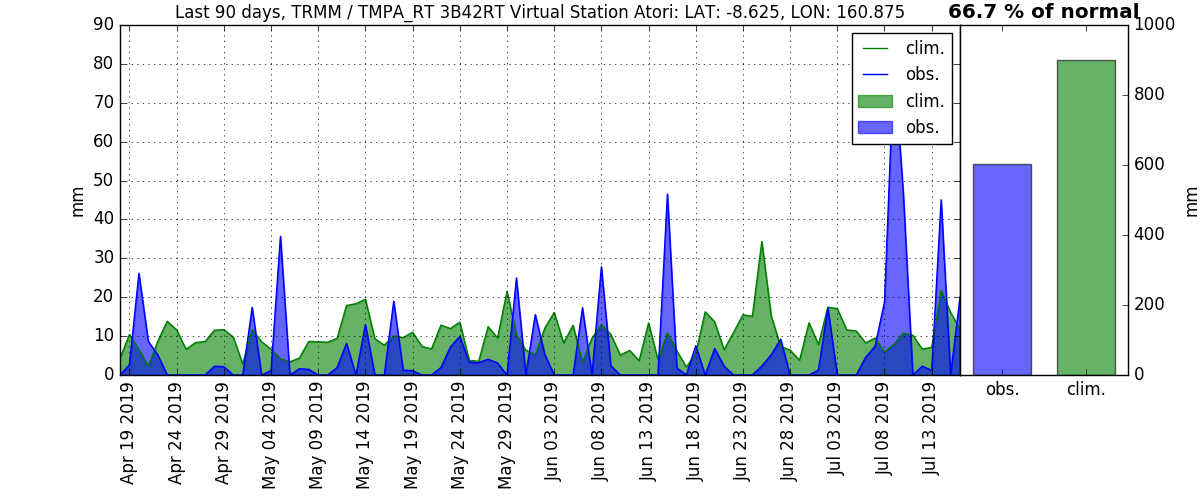 Last 90 days, TRMM / TMPA_RT 3B42RT Virtual Station Atori: LAT: -8.625, LON: 160.875
66.7 % of normal
90
80
70
60
50
40
30
20
10
0
mm
clim.
obs.
clim.
obs.
1000
800
600
400
200
0
mm
obs.
clim.
Apr 19 2019
Apr 24 2019
Apr 29 2019
May 04 2019
May 09 2019
May 14 2019
May 19 2019
May 24 2019
May 29 2019
Jun 03 2019
Jun 08 2019
Jun 13 2019
Jun 18 2019
Jun 23 2019
Jun 28 2019
Jul 03 2019
Jul 08 2019
Jul 13 2019